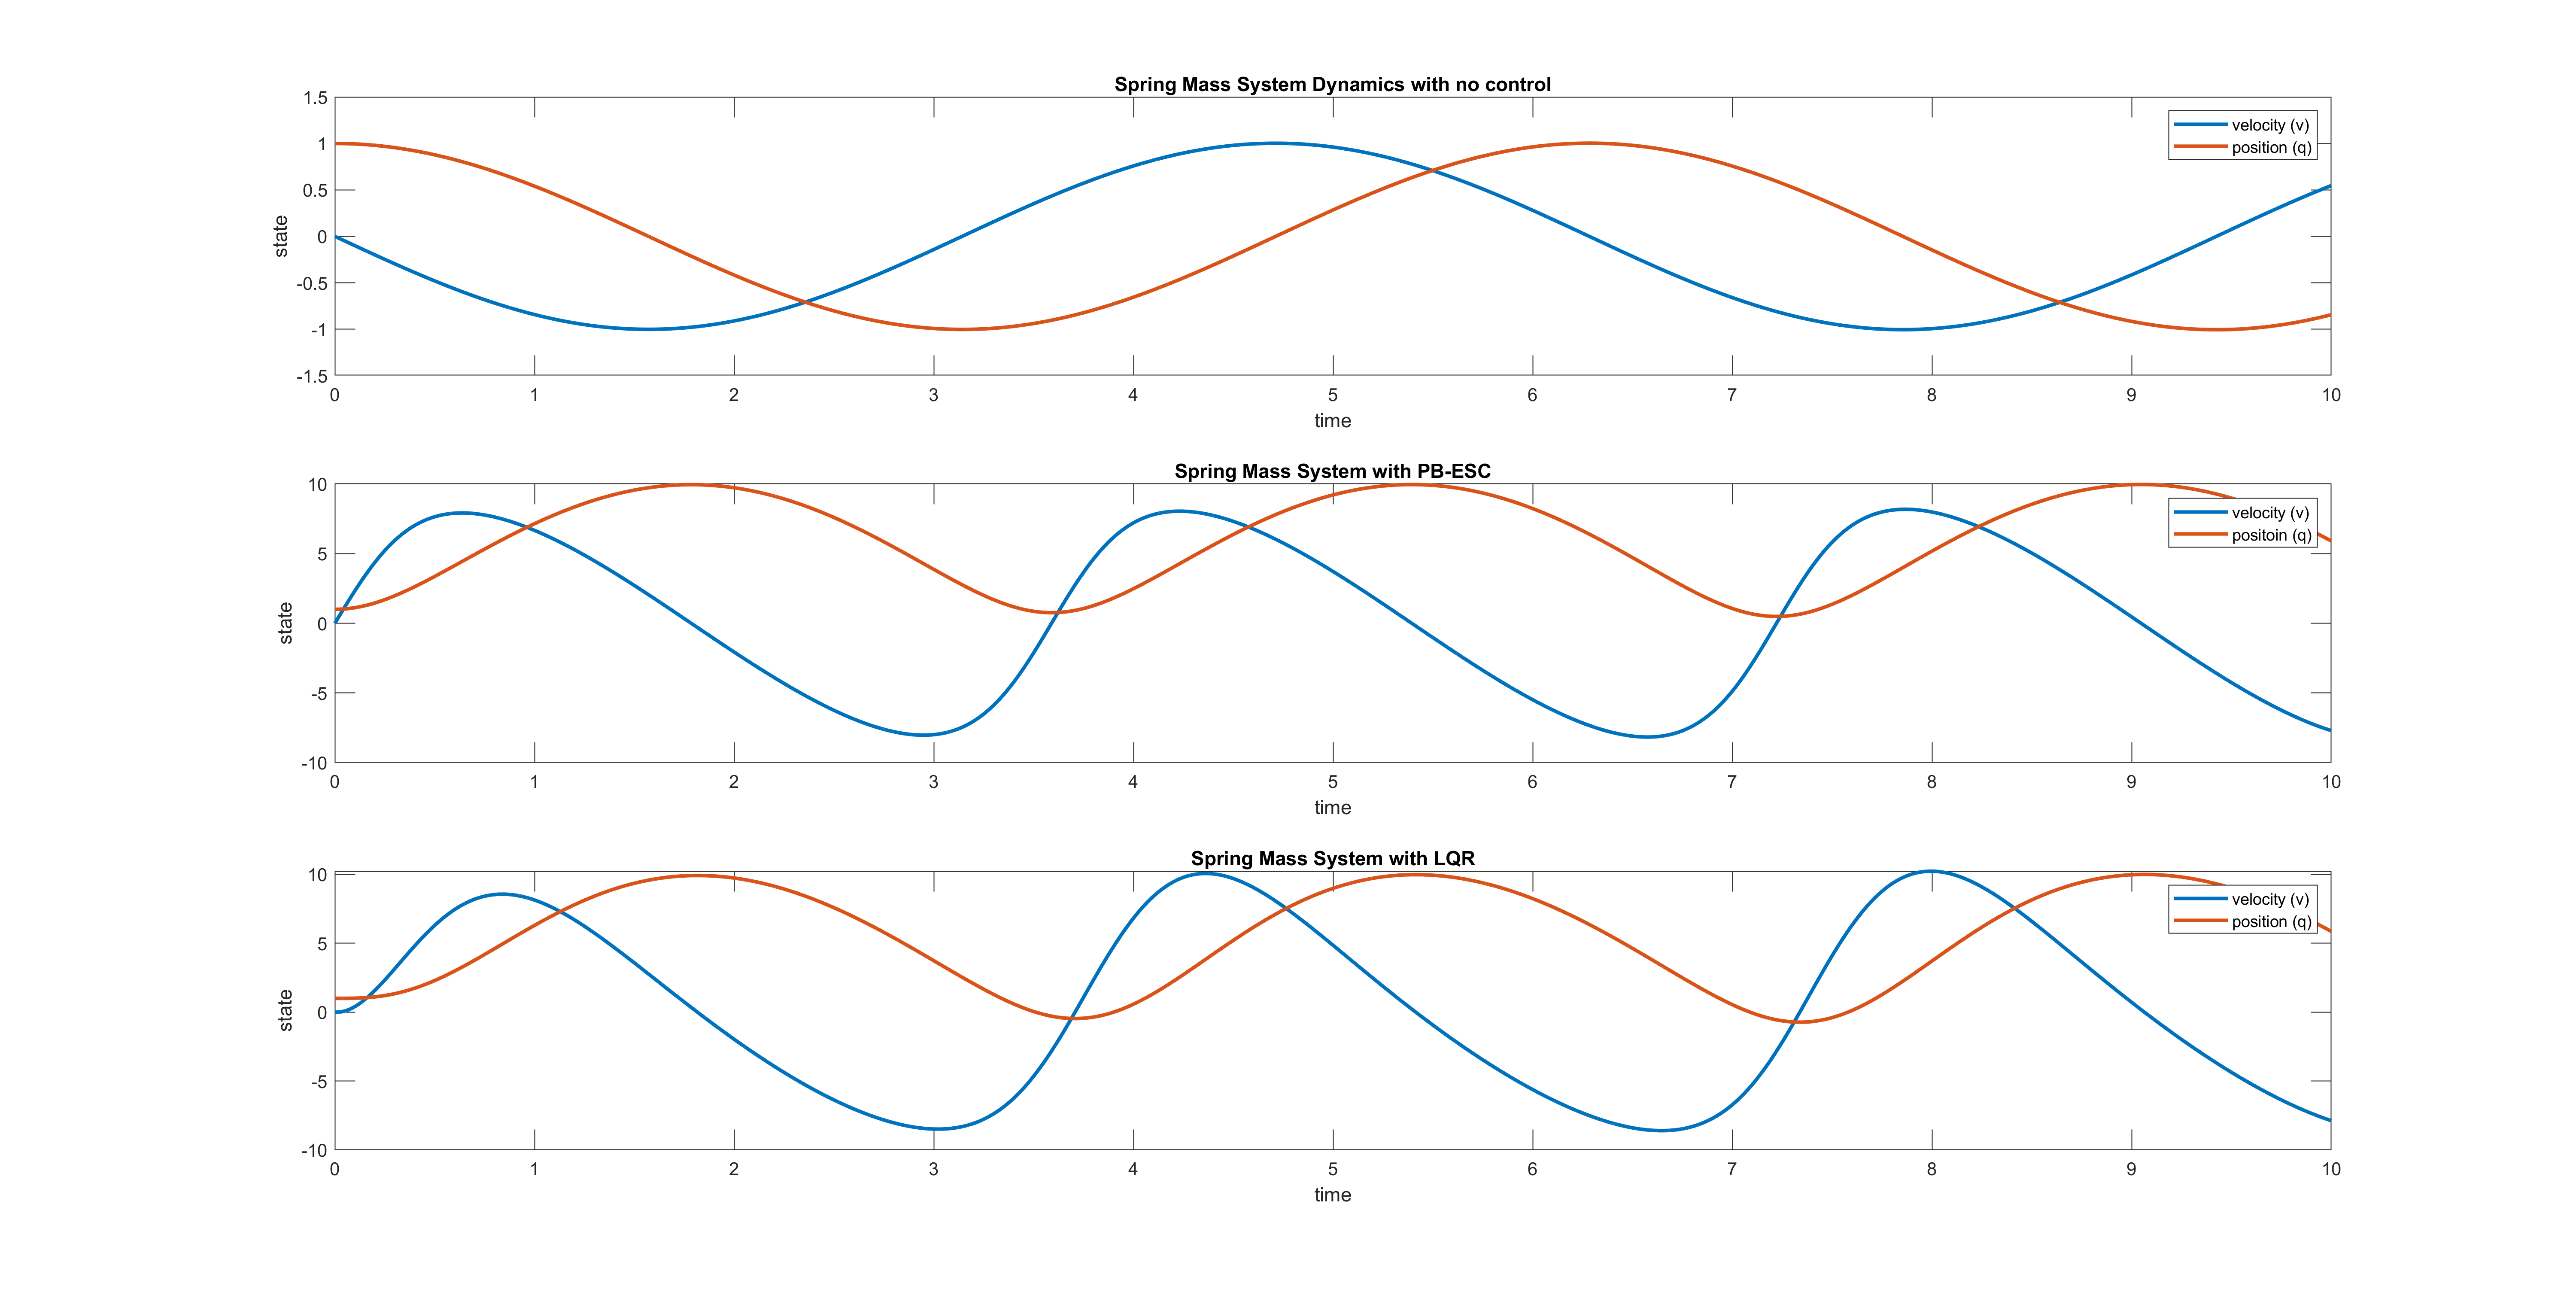 Spring Mass System Dynamics with no control
1.5
1
0.5
0
-0.5
-1
-1.5
state
velocity (v)
position (q)
0 1 2 3 4 5 6 7 8 9 10
time
Spring Mass System with PB-ESC
10
5
0
-5
-10
state
velocity (v)
positoin (q)
0 1 2 3 4 5 6 7 8 9 10
time
Spring Mass System with LQR
10
5
0
-5
-10
state
velocity (v)
position (q)
0 1 2 3 4 5 6 7 8 9 10
time